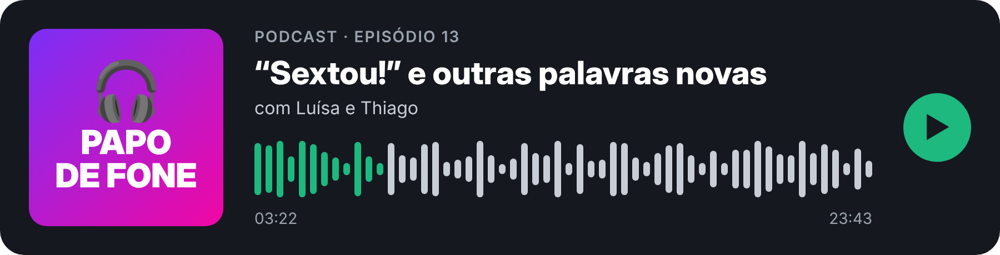 PAPO
DE FONE
PODCAST · EPISÓDIO 13
“Sextou!” e outras palavras novas
com Luísa e Thiago
03:22
23:43